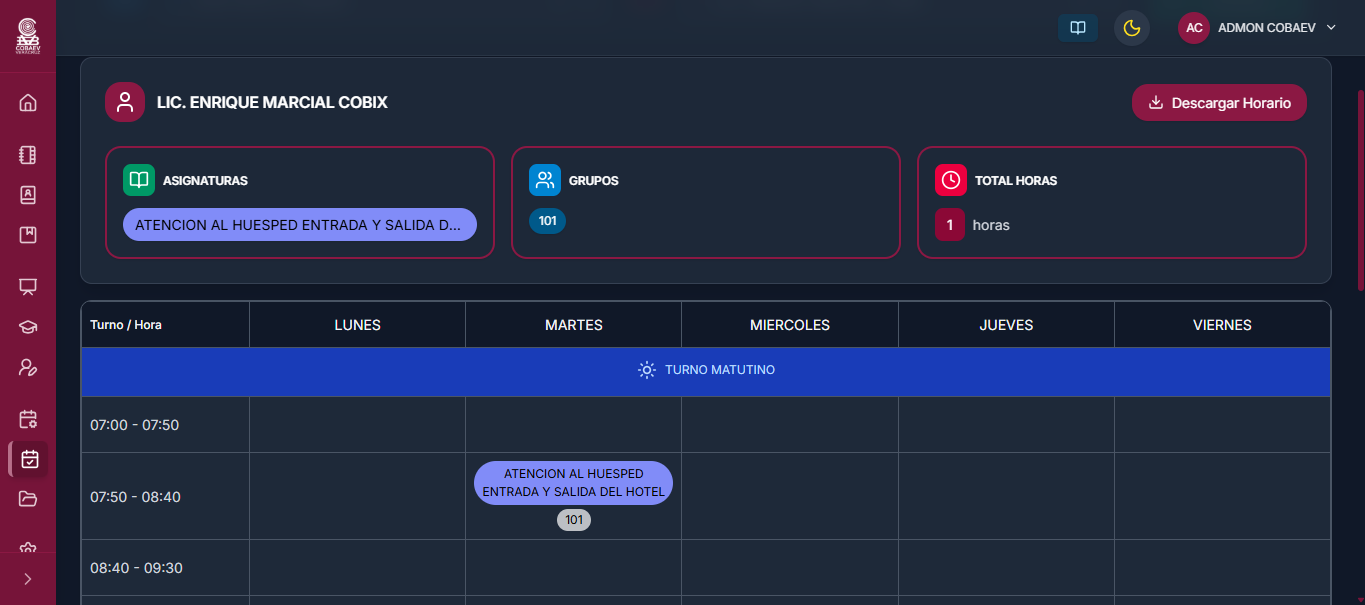 COBAEV
VERACRUZ
AC ADMON COBAEV
LIC. ENRIQUE MARCIAL COBIX
Descargar Horario
ASIGNATURAS
ATENCION AL HUESPED ENTRADA Y SALIDA D...
GRUPOS
101
TOTAL HORAS
1 horas
Turno / Hora LUNES MARTES MIERCOLES JUEVES VIERNES
TURNO MATUTINO
07:00 - 07:50
07:50 - 08:40
ATENCION AL HUESPED
ENTRADA Y SALIDA DEL HOTEL
101
08:40 - 09:30